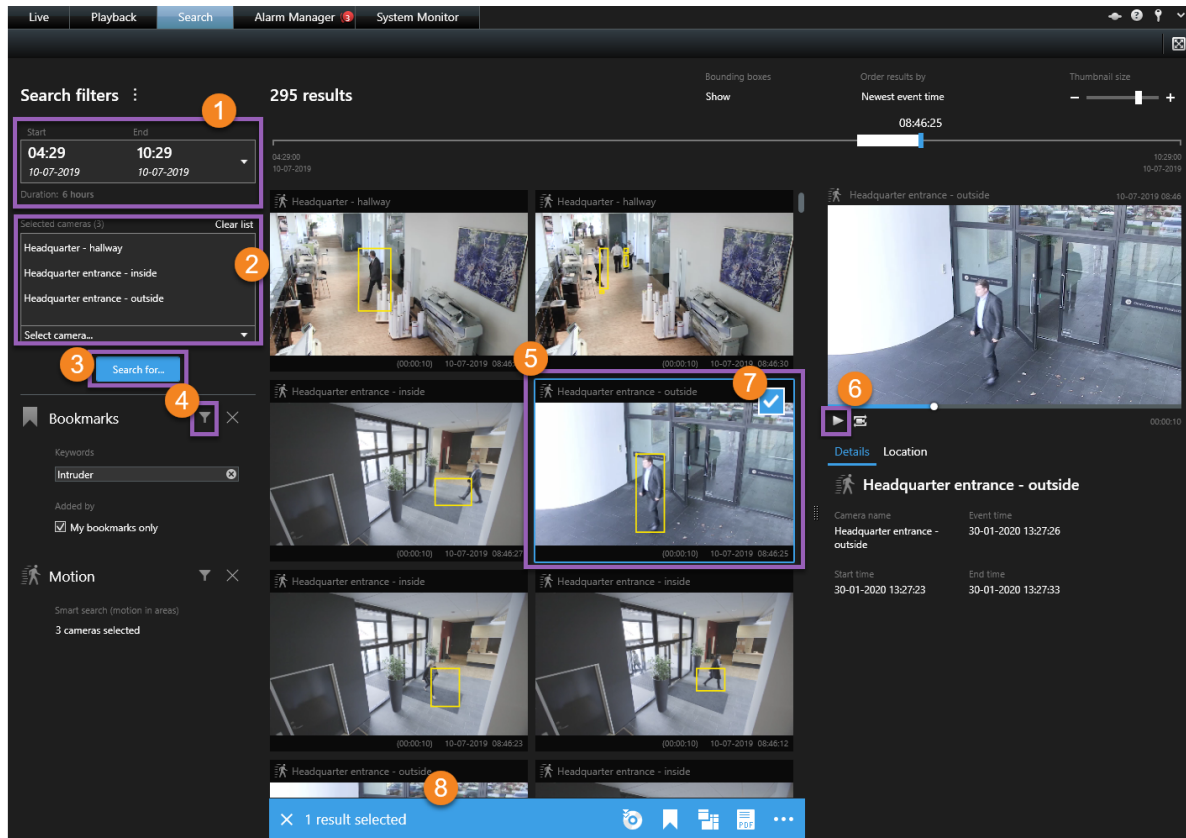 Live Playback Search Alarm Manager 3 System Monitor
Search filters
1
Start End
04:29 10:29
10-07-2019 10-07-2019
Duration: 6 hours
Selected cameras (3) Clear list
Headquarter - hallway
Headquarter entrance - inside
Headquarter entrance - outside
2
Select camera...
3
Search for...
4
Bookmarks
Keywords
Intruder
Added by
My bookmarks only
Motion
Smart search (motion in areas)
3 cameras selected
295 results
Bounding boxes
Show
Order results by
Newest event time
Thumbnail size
08:46:25
04:29:00
10-07-2019
10:29:00
10-07-2019
Headquarter - hallway
(00:00:10) 10-07-2019 08:46:
Headquarter - hallway
(00:00:10) 10-07-2019 08:46:30
5
Headquarter entrance - inside
(00:00:10) 10-07-2019 08:46:27
Headquarter entrance - outside
7
(00:00:10) 10-07-2019 08:46:25
Headquarter entrance - inside
(00:00:10) 10-07-2019 08:46:23
Headquarter entrance - inside
(00:00:10) 10-07-2019 08:46:12
Headquarter entrance - outside
Headquarter entrance - inside
8
1 result selected
PDF
Headquarter entrance - outside 10-07-2019 08:46
6
00:00:10
Details Location
Headquarter entrance - outside
Camera name
Headquarter entrance -
outside
Event time
30-01-2020 13:27:26
Start time
30-01-2020 13:27:23
End time
30-01-2020 13:27:33